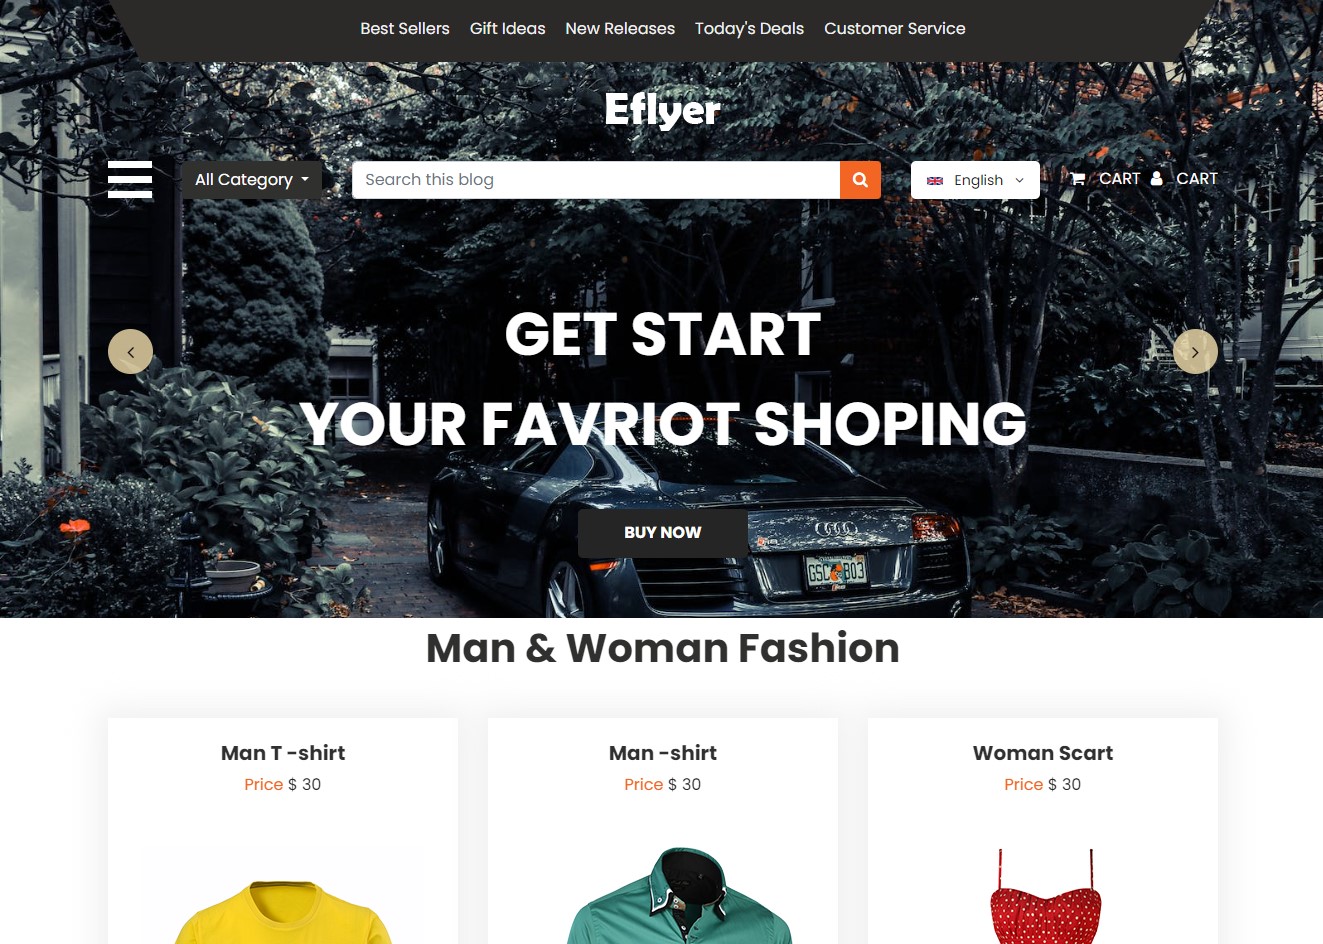 Best Sellers Gift Ideas New Releases Today's Deals Customer Service
Eflyer
All Category Search this blog English CART CART
GET START
YOUR FAVRIOT SHOPING
BUY NOW
GSC B03
Man & Woman Fashion
Man T -shirt Man -shirt Woman Scart
Price $ 30 Price $ 30 Price $ 30